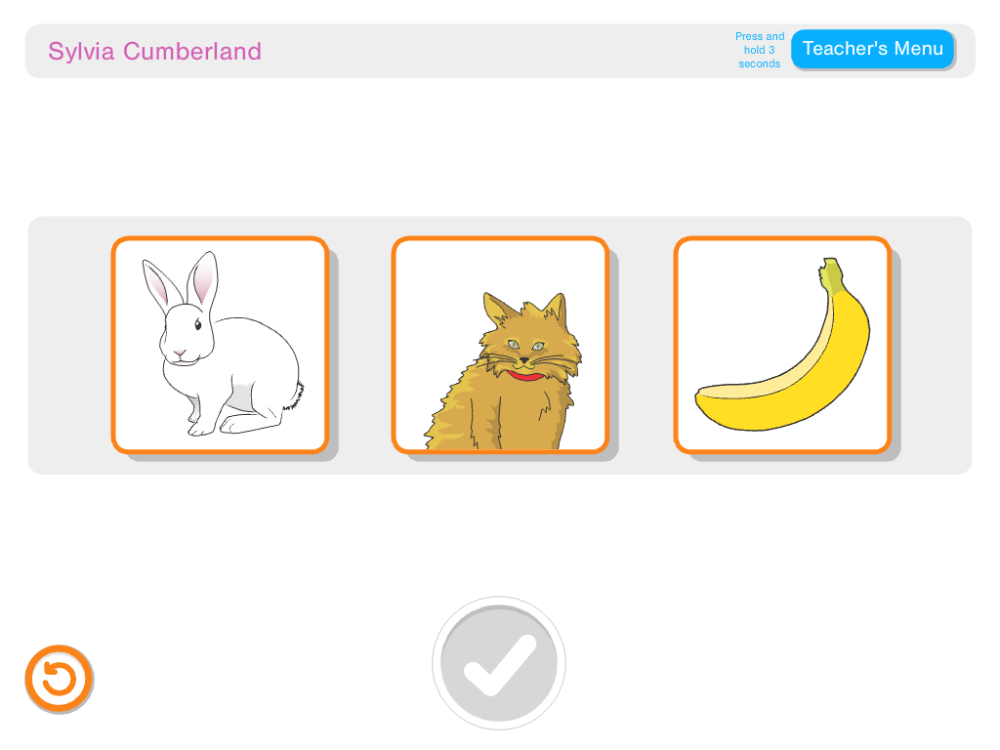 Sylvia Cumberland
Press and
hold 3
seconds
Teacher's Menu